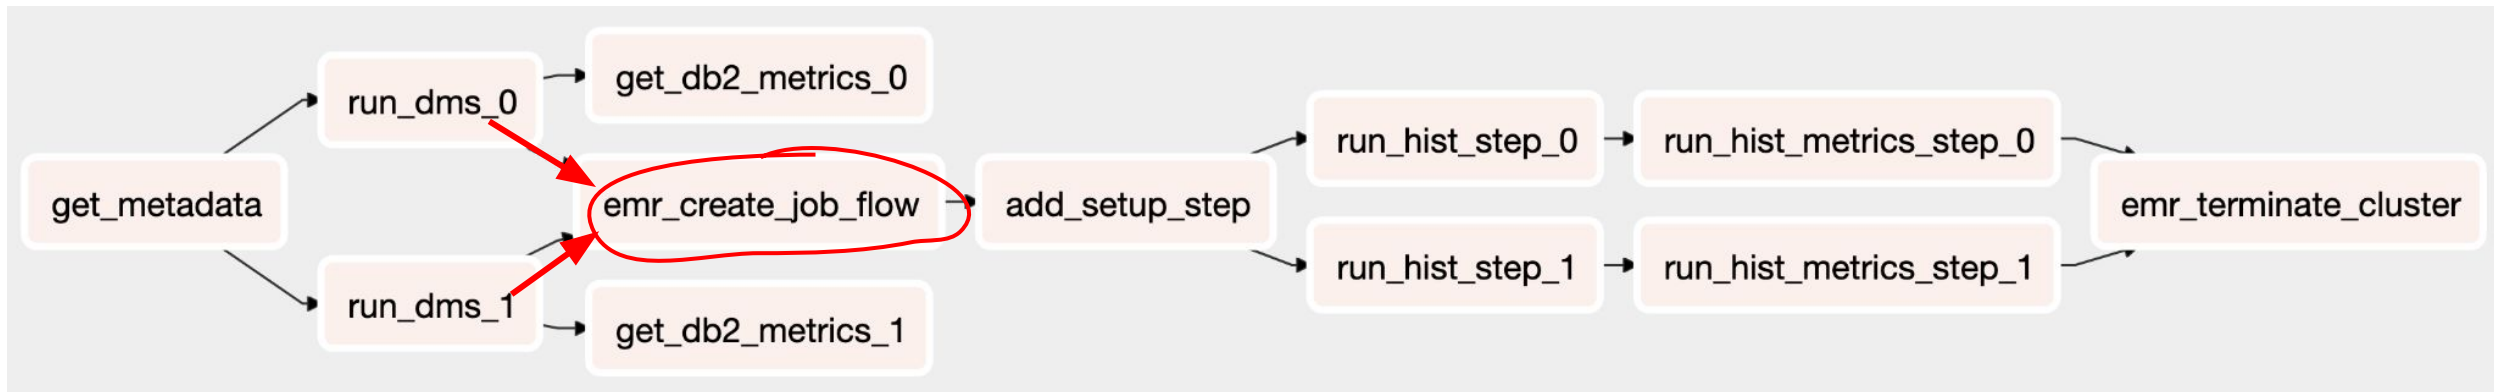 get_metadata
run_dms_0
run_dms_1
get_db2_metrics_0
emr_create_job_flow
get_db2_metrics_1
add_setup_step
run_hist_step_0
run_hist_step_1
run_hist_metrics_step_0
run_hist_metrics_step_1
emr_terminate_cluster